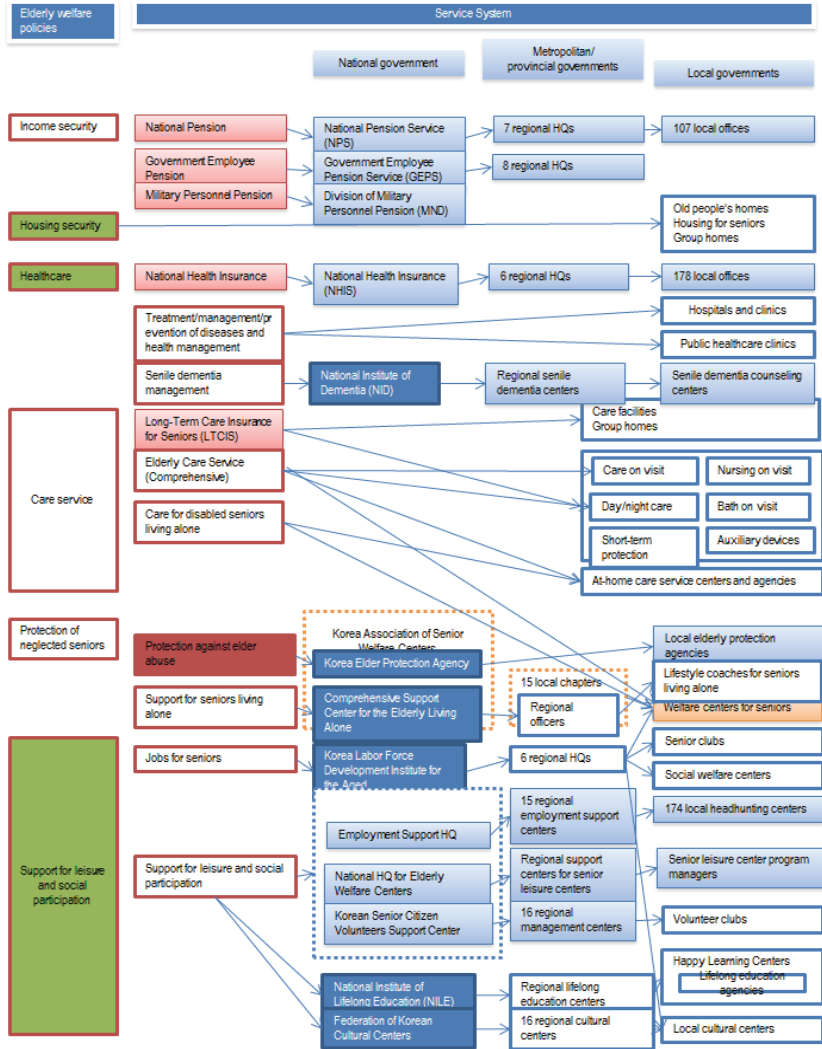 Elderly welfare
policies
Service System
National government
Metropolitan/
provincial governments
Local governments
Income security
National Pension
National Pension Service
(NPS)
7 regional HQs
107 local offices
Government Employee
Pension
Government Employee
Pension Service (GEPS)
8 regional HQs
Military Personnel Pension
Division of Military
Personnel Pension (MND)
Housing security
Old people's homes
Housing for seniors
Group homes
Healthcare
National Health Insurance
National Health Insurance
(NHIS)
6 regional HQs
178 local offices
Treatment/management/pr
evention of diseases and
health management
Hospitals and clinics
Public healthcare clinics
Senile dementia
management
National Institute of
Dementia (NID)
Regional senile
dementia centers
Senile dementia counseling
centers
Care service
Long-Term Care Insurance
for Seniors (LTCIS)
Care facilities
Group homes
Elderly Care Service
(Comprehensive)
Care on visit
Nursing on visit
Day/night care
Bath on visit
Short-term
protection
Auxiliary devices
Care for disabled seniors
living alone
At-home care service centers and agencies
Protection of
neglected seniors
Protection against elder
abuse
Korea Association of Senior
Welfare Centers
Korea Elder Protection Agency
Local elderly protection
agencies
Support for seniors living
alone
Comprehensive Support
Center for the Elderly Living
Alone
15 local chapters
Regional
officers
Lifestyle coaches for seniors
living alone
Welfare centers for seniors
Support for leisure
and social
participation
Jobs for seniors
Korea Labor Force
Development Institute for
the Aged
6 regional HQs
Senior clubs
Social welfare centers
Employment Support HQ
15 regional
employment support
centers
174 local headhunting centers
Support for leisure and social
participation
National HQ for Elderly
Welfare Centers
Regional support
centers for senior
leisure centers
Senior leisure center program
managers
Korean Senior Citizen
Volunteers Support Center
16 regional
management centers
Volunteer clubs
National Institute of
Lifelong Education (NILE)
Regional lifelong
education centers
Happy Learning Centers
Lifelong education
agencies
Federation of Korean
Cultural Centers
16 regional cultural
centers
Local cultural centers